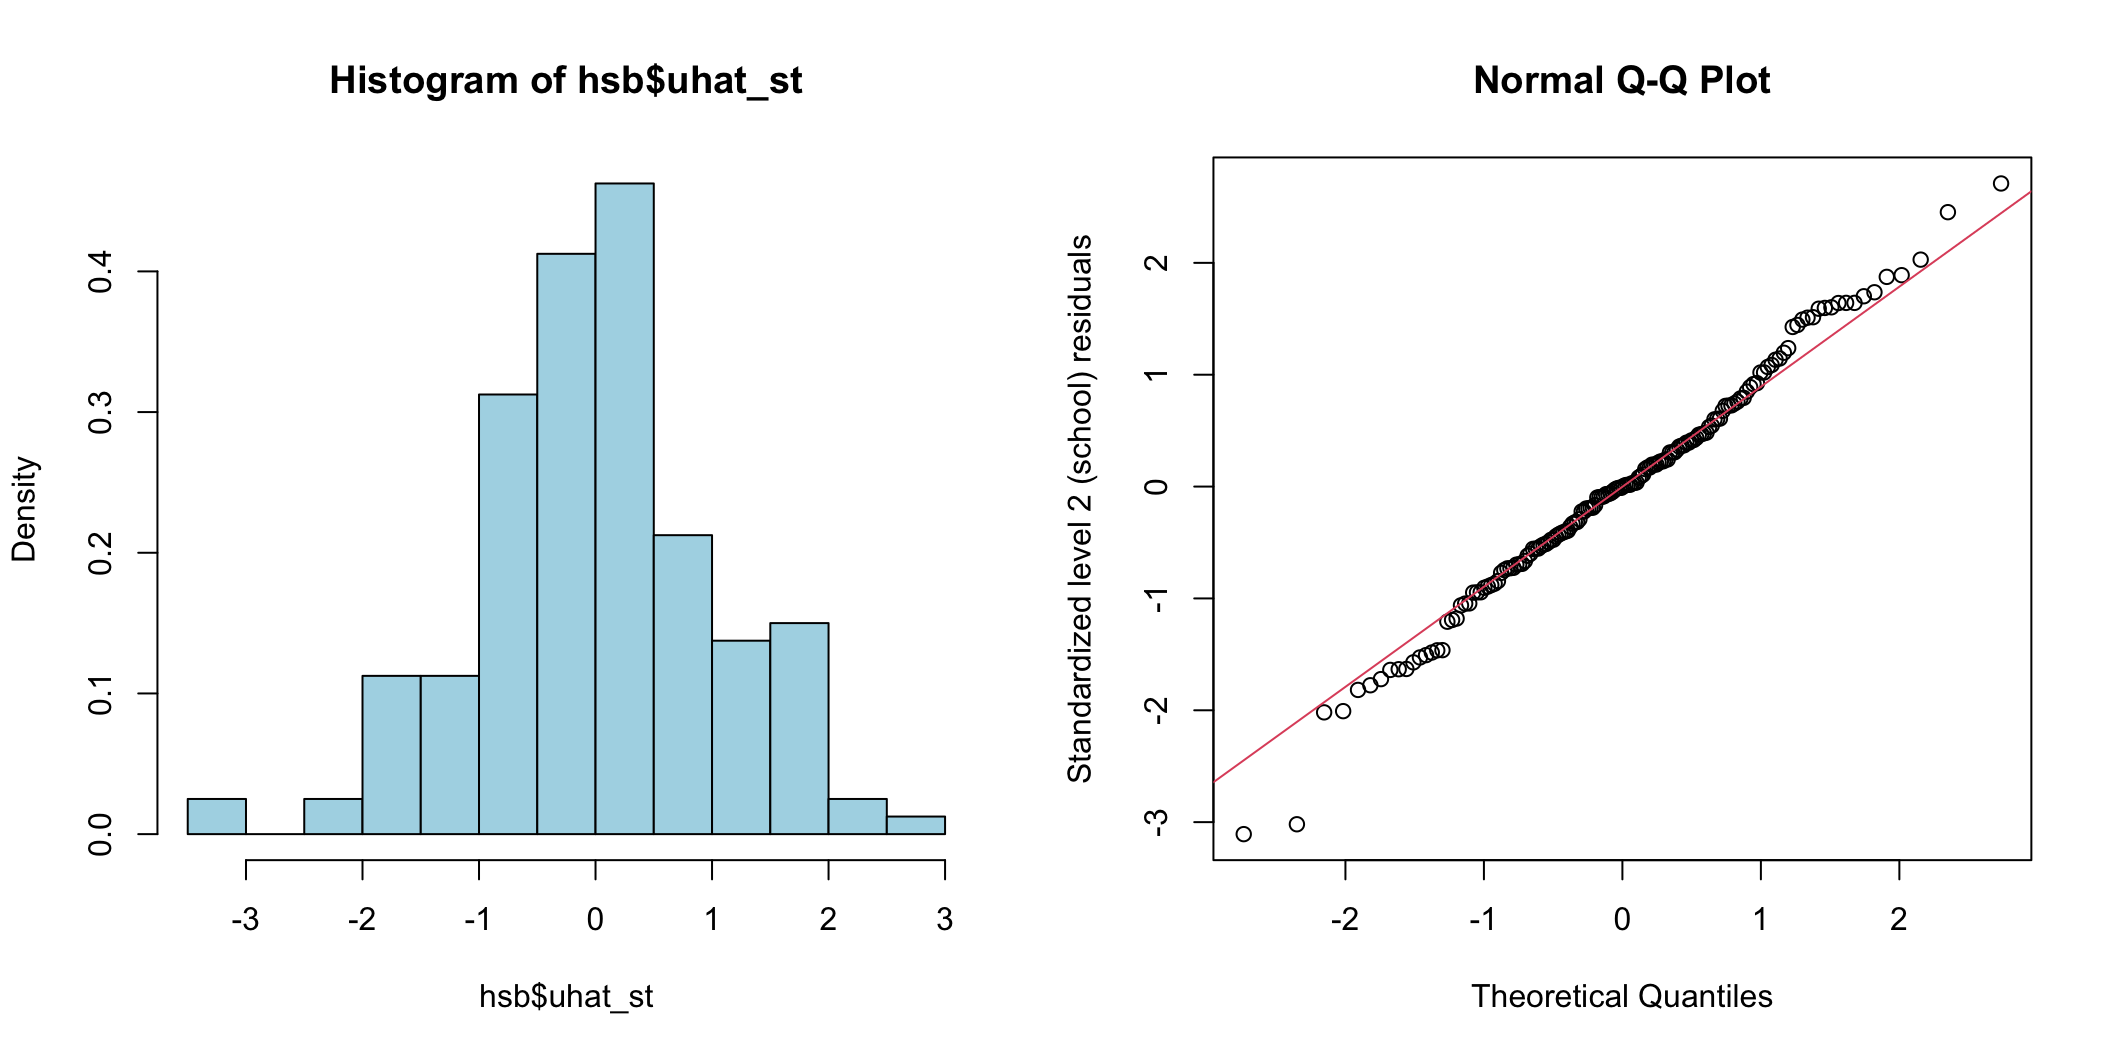 Histogram of hsb$uhat_st
Density
0.0
0.1
0.2
0.3
0.4
-3 -2 -1 0 1 2 3
hsb$uhat_st
Normal Q-Q Plot
Standardized level 2 (school) residuals
-3
-2
-1
0
1
2
-2 -1 0 1 2
Theoretical Quantiles